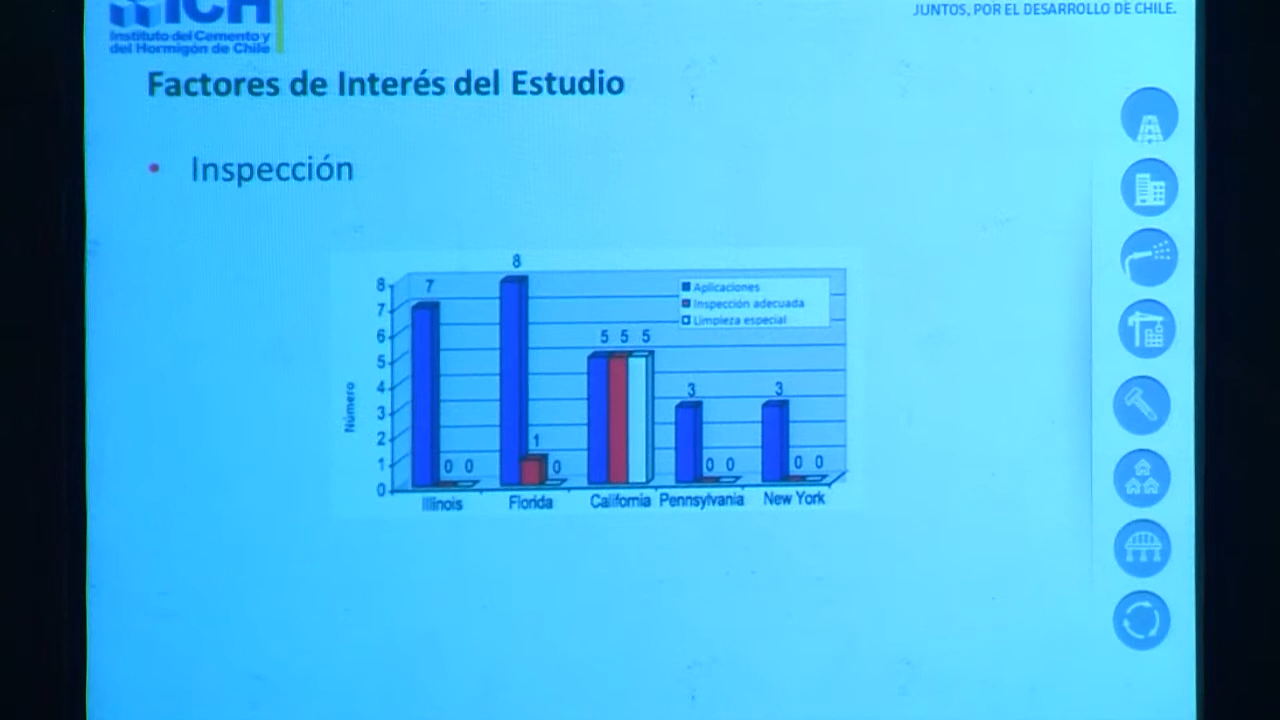 ICH
Instituto del Cemento y
del Hormigón de Chile
JUNTOS, POR EL DESARROLLO DE CHILE.
Factores de Interés del Estudio
• Inspección
8
7
6
5
4
3
2
1
0
Número
7 0 0
8 1 0
5 5 5
3 0 0
3 0 0
Aplicaciones
Inspección adecuada
Limpieza especial
Illinois
Florida
California
Pennsylvania
New York